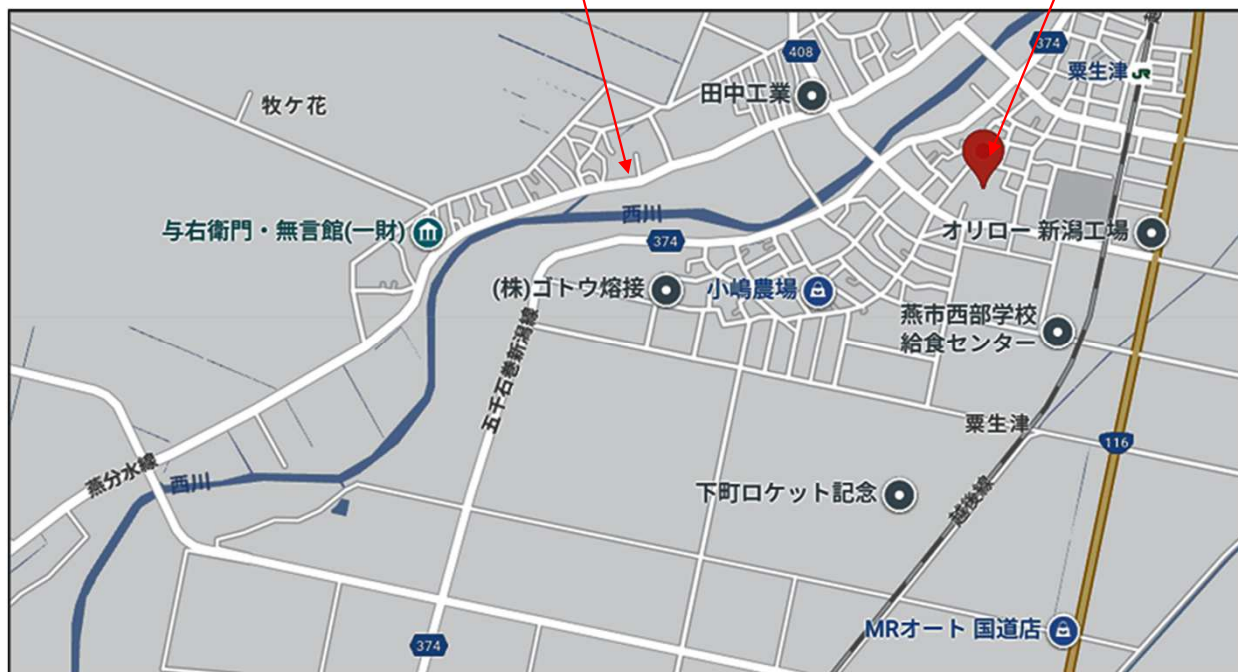 374
408
粟生津
JR
田中工業
牧ケ花
西川
与右衛門・無言館(一財)
374
オリロー 新潟工場
(株)ゴトウ熔接
小嶋農場
燕市西部学校
給食センター
五千石巻新潟線
粟生津
116
燕分水線
西川
下町ロケット記念
越後線
MRオート 国道店
374